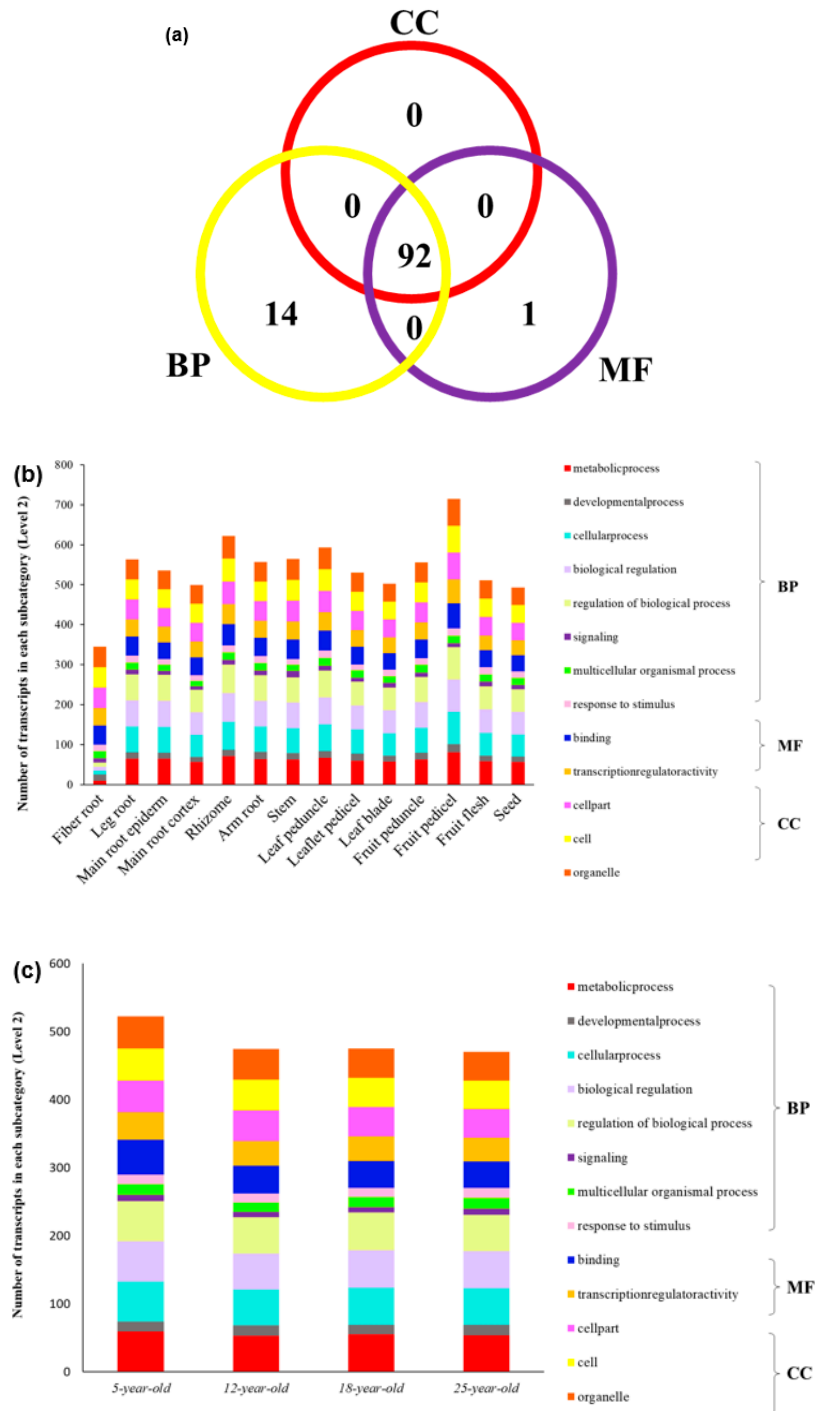 (a)
CC
0
0
0
92
14
0
1
BP
MF
(b)
Number of transcripts in each subcategory (Level 2)
800
700
600
500
400
300
200
100
0
Fiber root
Leg root
Main root epiderm
Main root cortex
Rhizome
Arm root
Stem
Leaf peduncle
Leaflet pedicel
Leaf blade
Fruit peduncle
Fruit pedicel
Fruit flesh
Seed
metabolicprocess
developmentalprocess
cellularprocess
biological regulation
regulation of biological process
signaling
multicellular organismal process
response to stimulus
binding
transcriptionregulatoractivity
cellpart
cell
organelle
BP
MF
CC
(c)
Number of transcripts in each subcategory (Level 2)
600
500
400
300
200
100
0
5-year-old
12-year-old
18-year-old
25-year-old
metabolicprocess
developmentalprocess
cellularprocess
biological regulation
regulation of biological process
signaling
multicellular organismal process
response to stimulus
binding
transcriptionregulatoractivity
cellpart
cell
organelle
BP
MF
CC